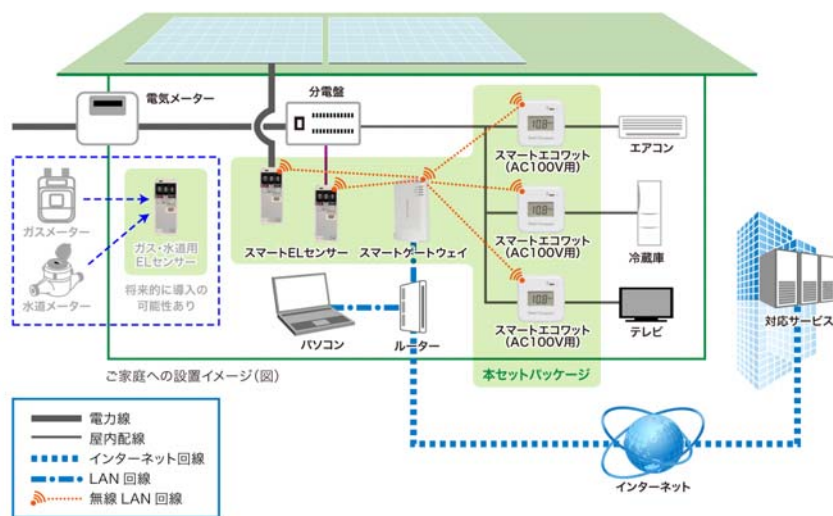 電気メーター
分電盤
スマートエコワット
(AC100V用)
エアコン
ガスメーター
水道メーター
ガス・水道用
ELセンサー
将来的に導入の
可能性あり
スマートELセンサー
スマートゲートウェイ
スマートエコワット
(AC100V用)
冷蔵庫
パソコン
ルーター
スマートエコワット
(AC100V用)
テレビ
対応サービス
ご家庭への設置イメージ(図)
本セットパッケージ
電力線
屋内配線
インターネット回線
LAN 回線
無線 LAN 回線
インターネット